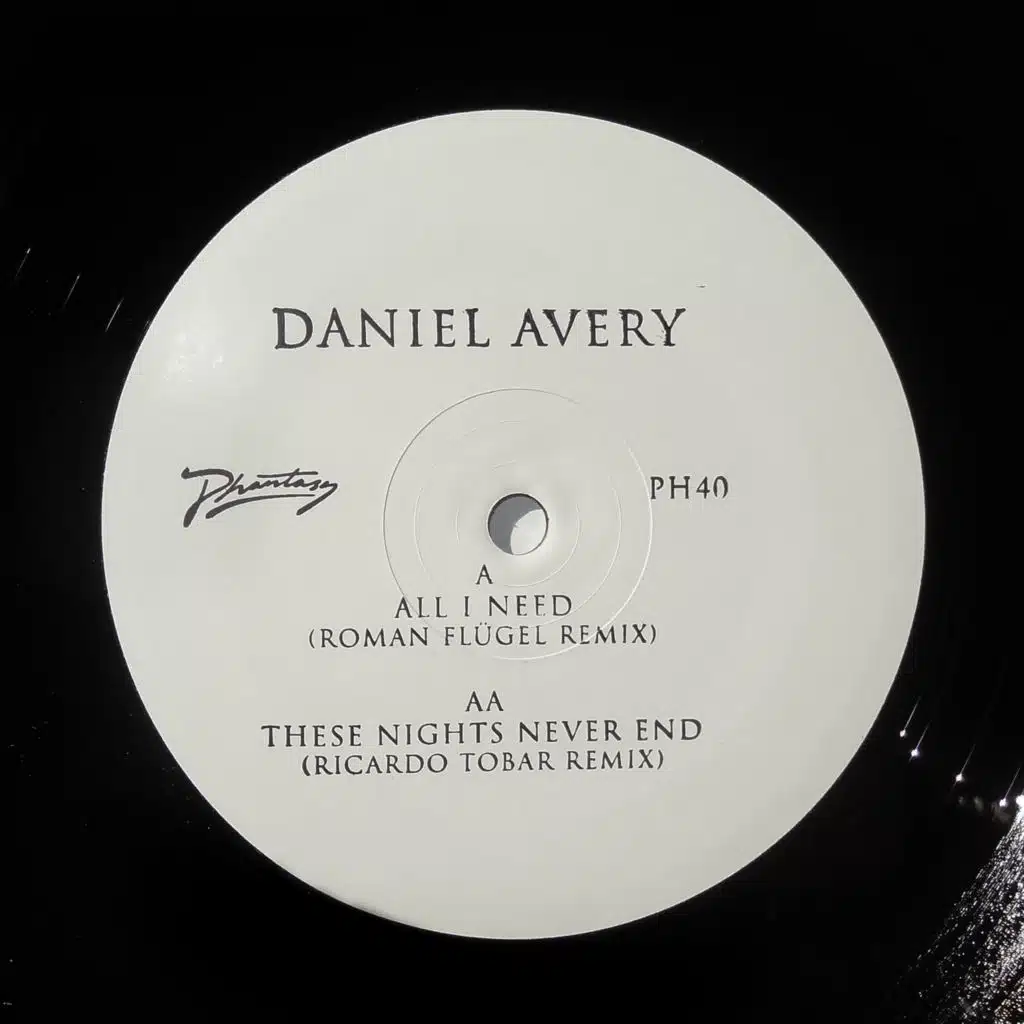 DANIEL AVERY
Phantasy
PH40
A
ALL I NEED
(ROMAN FLÜGEL REMIX)
AA
THESE NIGHTS NEVER END
(RICARDO TOBAR REMIX)